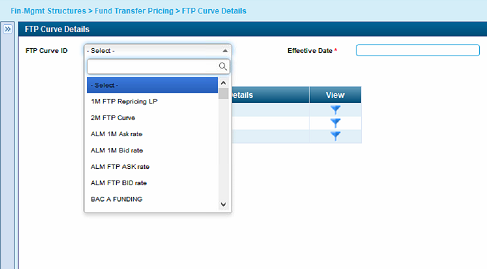 Fin-Mgmt Structures > Fund Transfer Pricing > FTP Curve Details
FTP Curve Details
FTP Curve ID
- Select -
Effective Date *
- Select -
1M FTP Repricing LP
2M FTP Curve
ALM 1M Ask rate
ALM 1M Bid rate
ALM FTP ASK rate
ALM FTP BID rate
BAC A FUNDING
etails
View